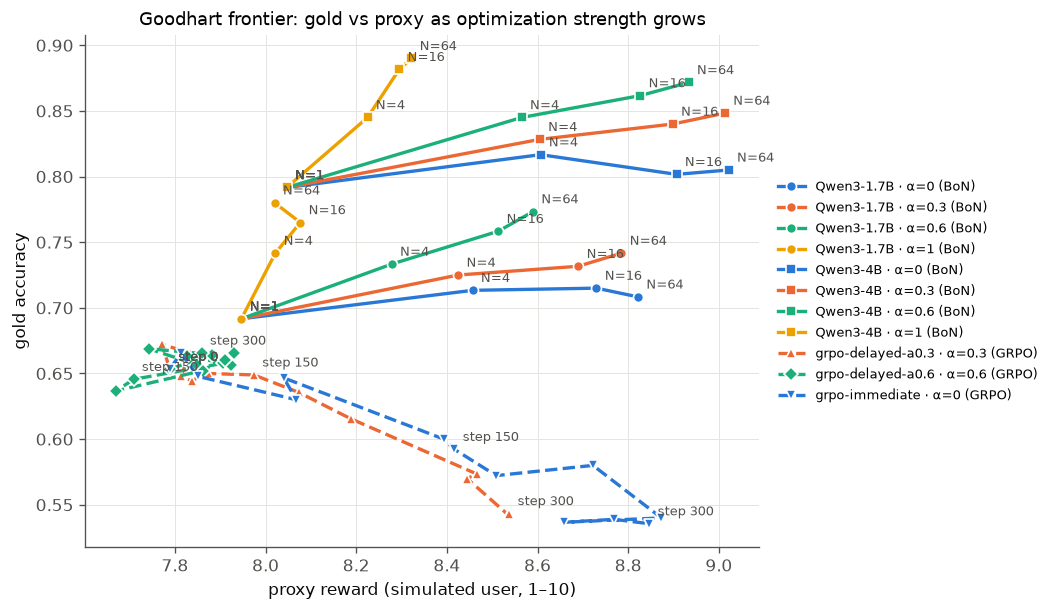 Goodhart frontier: gold vs proxy as optimization strength grows
gold accuracy
0.90
0.85
0.80
0.75
0.70
0.65
0.60
0.55
N=64
N=16
N=4
N=1
N=4
N=16
N=64
N=4
N=16
N=64
N=4
N=16
N=64
N=64
N=16
N=4
N=1
N=4
N=16
N=64
N=4
N=16
N=64
N=4
N=16
N=64
step 300
step 0
step 150
step 150
step 150
step 300
step 300
7.8
8.0
8.2
8.4
8.6
8.8
9.0
proxy reward (simulated user, 1–10)
Qwen3-1.7B · α=0 (BoN)
Qwen3-1.7B · α=0.3 (BoN)
Qwen3-1.7B · α=0.6 (BoN)
Qwen3-1.7B · α=1 (BoN)
Qwen3-4B · α=0 (BoN)
Qwen3-4B · α=0.3 (BoN)
Qwen3-4B · α=0.6 (BoN)
Qwen3-4B · α=1 (BoN)
grpo-delayed-a0.3 · α=0.3 (GRPO)
grpo-delayed-a0.6 · α=0.6 (GRPO)
grpo-immediate · α=0 (GRPO)